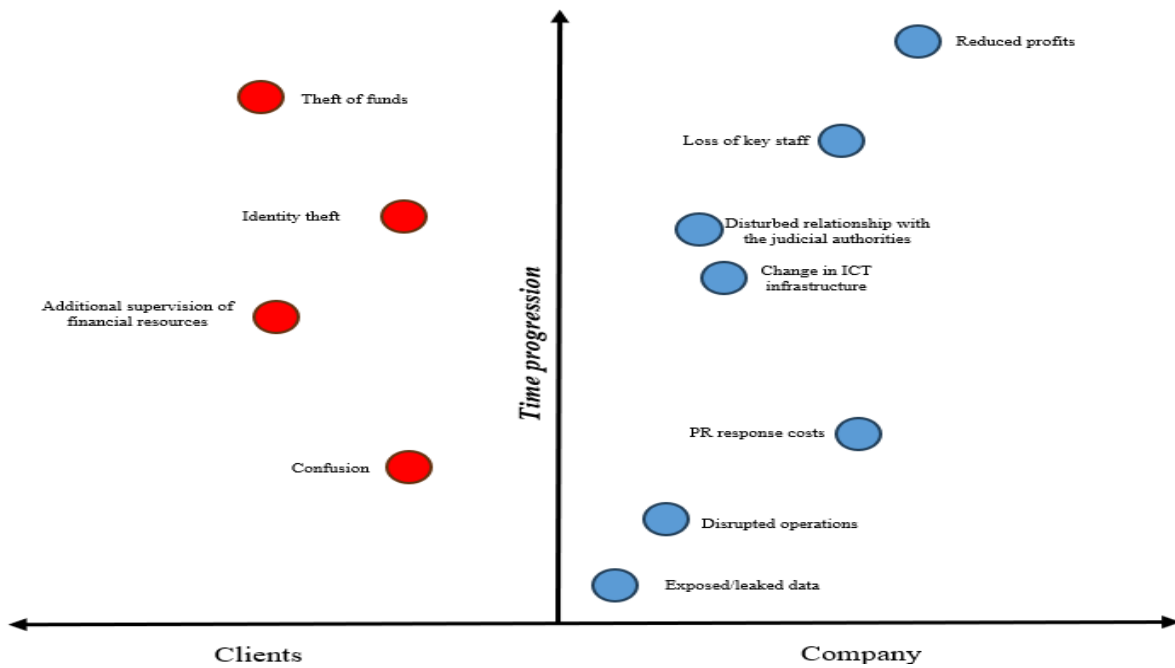 Reduced profits
Theft of funds
Loss of key staff
Identity theft
Disturbed relationship with
the judicial authorities
Change in ICT
infrastructure
Additional supervision of
financial resources
Time progression
PR response costs
Confusion
Disrupted operations
Exposed/leaked data
Clients
Company